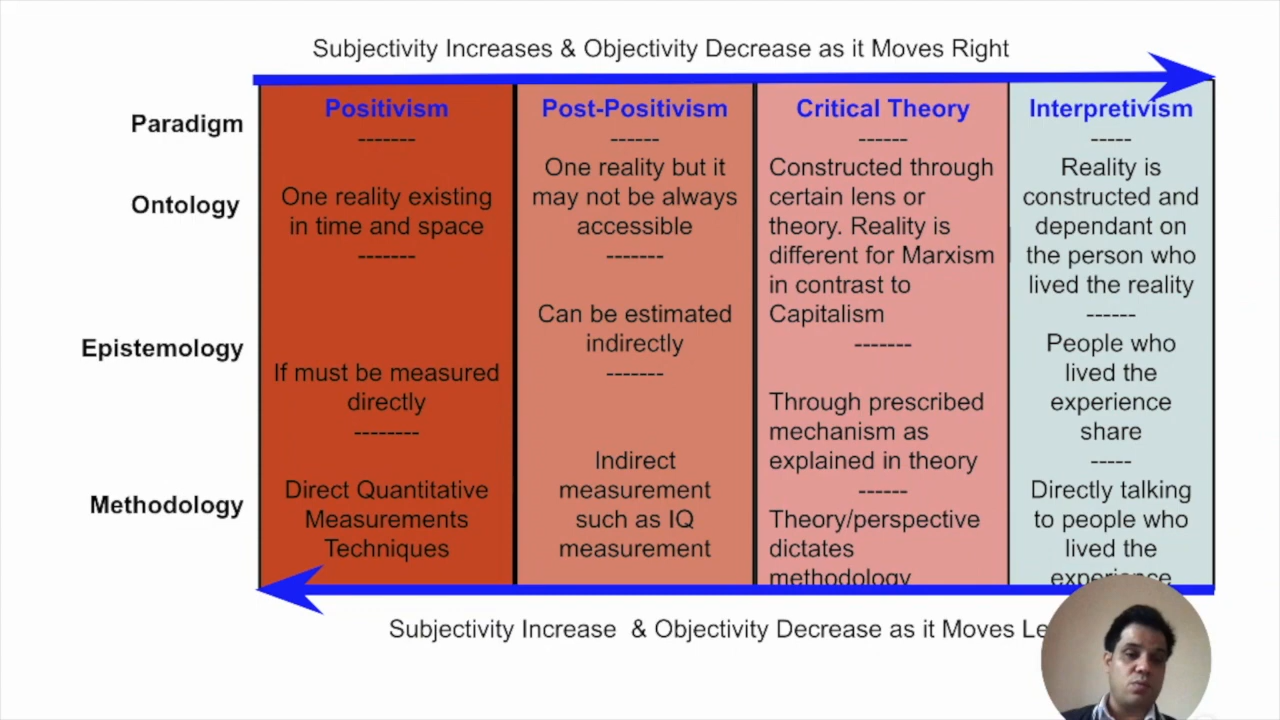 Subjectivity Increases & Objectivity Decrease as it Moves Right
Paradigm
Ontology
Epistemology
Methodology
Positivism
-------
One reality existing
in time and space
-------
If must be measured
directly
--------
Direct Quantitative
Measurements
Techniques
Post-Positivism
------
One reality but it
may not be always
accessible
-------
Can be estimated
indirectly
-------
Indirect
measurement
such as IQ
measurement
Critical Theory
------
Constructed through
certain lens or
theory. Reality is
different for Marxism
in contrast to
Capitalism
-------
Through prescribed
mechanism as
explained in theory
------
Theory/perspective
dictates
methodology
Interpretivism
-----
Reality is
constructed and
dependant on
the person who
lived the reality
------
People who
lived the
experience
share
-----
Directly talking
to people who
lived the
experience
Subjectivity Increase & Objectivity Decrease as it Moves